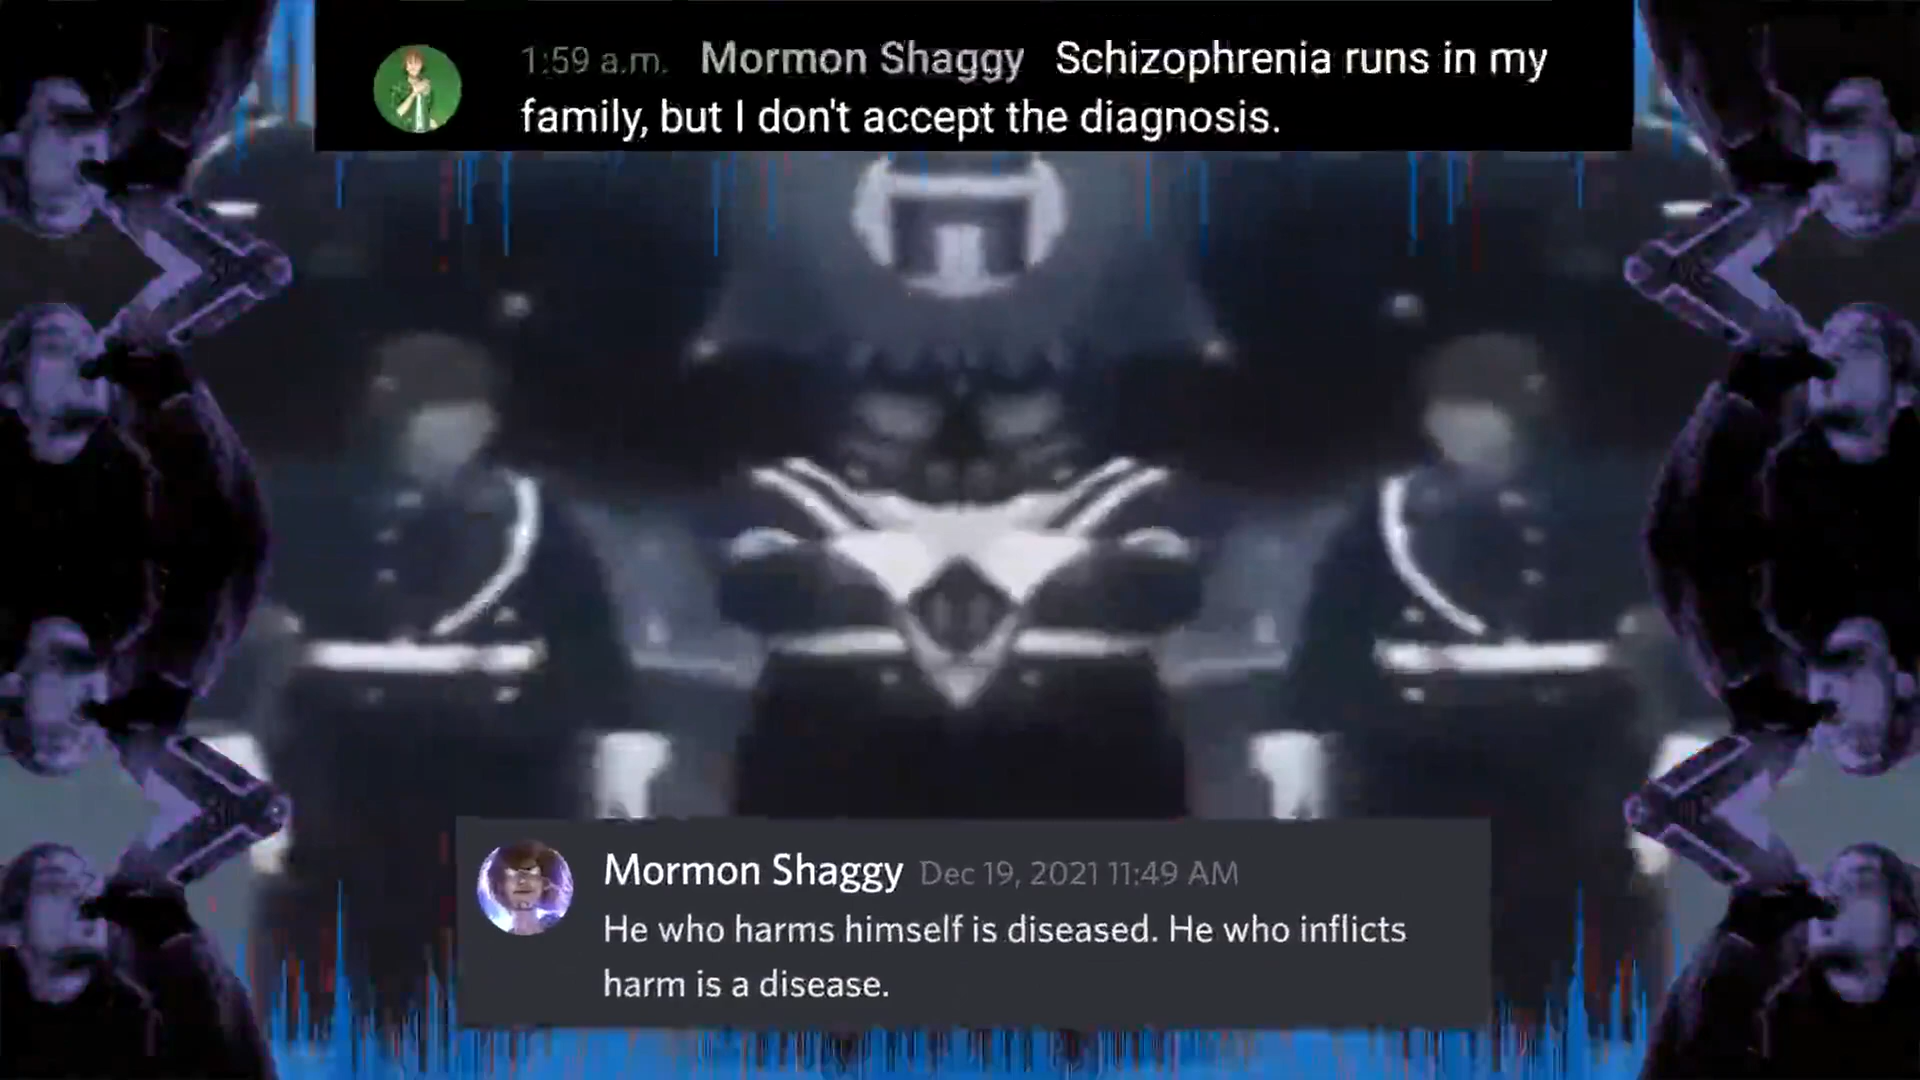 1:59 a.m. Mormon Shaggy Schizophrenia runs in my
family, but I don't accept the diagnosis.
Mormon Shaggy Dec 19, 2021 11:49 AM
He who harms himself is diseased. He who inflicts
harm is a disease.